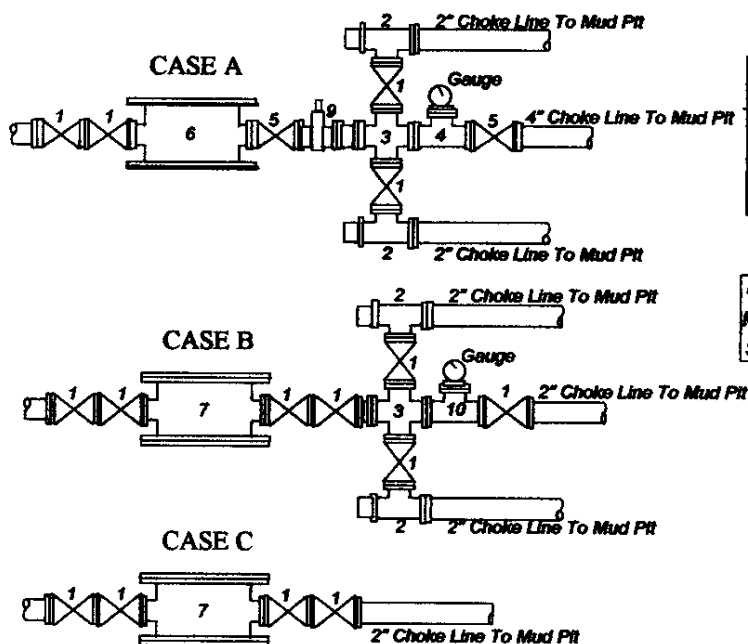 2 2" Choke Line To Mud Pit
CASE A
Gauge
1
1 1 6 5 9 3 4 5 4" Choke Line To Mud Pit
1
2 2" Choke Line To Mud Pit
2 2" Choke Line To Mud Pit
CASE B
Gauge
1
1 1 7 1 1 3 10 1 2" Choke Line To Mud Pit
1
2 2" Choke Line To Mud Pit
CASE C
1 1 7 1 1
2" Choke Line To Mud Pit